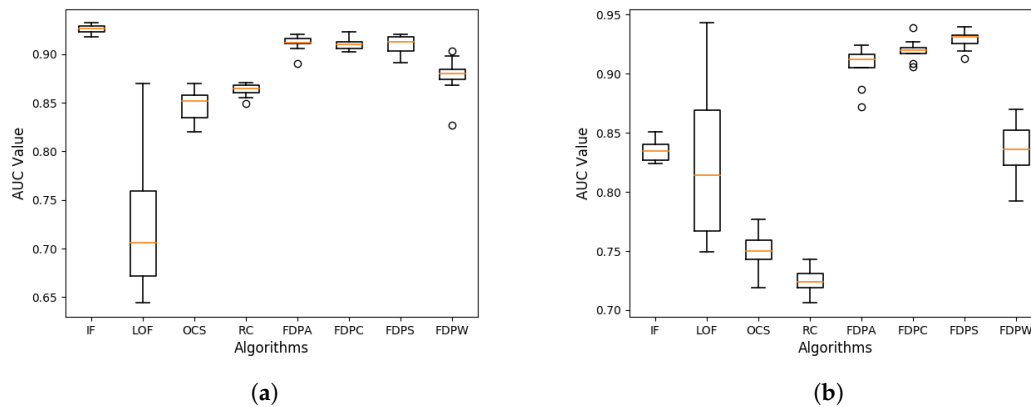 0.90
0.85
0.80
0.75
0.70
0.65
AUC Value
IF LOF OCS RC FDPA FDPC FDPS FDPW
Algorithms
(a)
0.95
0.90
0.85
0.80
0.75
0.70
AUC Value
IF LOF OCS RC FDPA FDPC FDPS FDPW
Algorithms
(b)